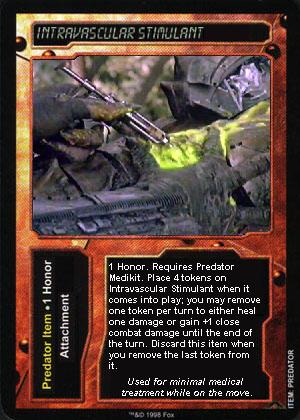 INTRAVASCULAR STIMULANT
Predator Item • 1 Honor
Attachment
1 Honor. Requires Predator
Medikit. Place 4 tokens on
Intravascular Stimulant when it
comes into play; you may remove
one token per turn to either heal
one damage or gain +1 close
combat damage until the end of
the turn. Discard this item when
you remove the last token from
it.
Used for minimal medical
treatment while on the move.
ITEM: PREDATOR
™&© 1998 Fox